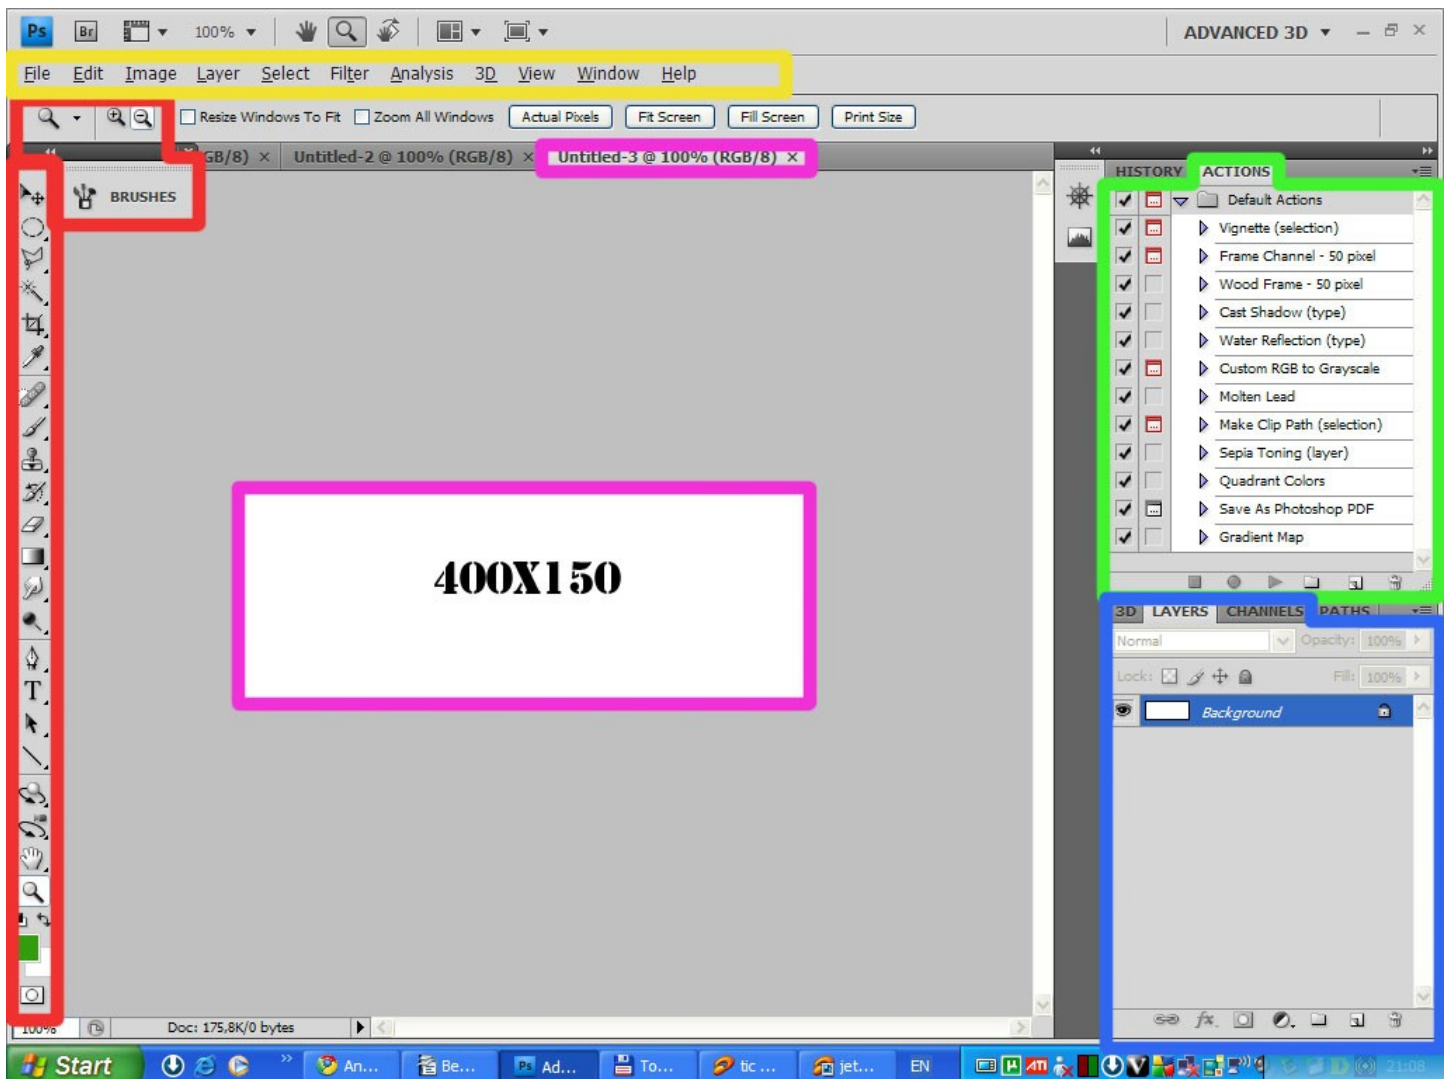 Ps Br 100% ADVANCED 3D
File Edit Image Layer Select Filter Analysis 3D View Window Help
Resize Windows To Fit Zoom All Windows Actual Pixels Fit Screen Fill Screen Print Size
GB/8) × Untitled-2 @ 100% (RGB/8) × Untitled-3 @ 100% (RGB/8) ×
BRUSHES
400X150
HISTORY ACTIONS
Default Actions
Vignette (selection)
Frame Channel - 50 pixel
Wood Frame - 50 pixel
Cast Shadow (type)
Water Reflection (type)
Custom RGB to Grayscale
Molten Lead
Make Clip Path (selection)
Sepia Toning (layer)
Quadrant Colors
Save As Photoshop PDF
Gradient Map
3D LAYERS CHANNELS PATHS
Normal Opacity: 100%
Lock: Fill: 100%
Background
fx.
100% Doc: 175,8K/0 bytes
Start An... Be... Ps Ad... To... tic ... jet... EN ATI 21:08